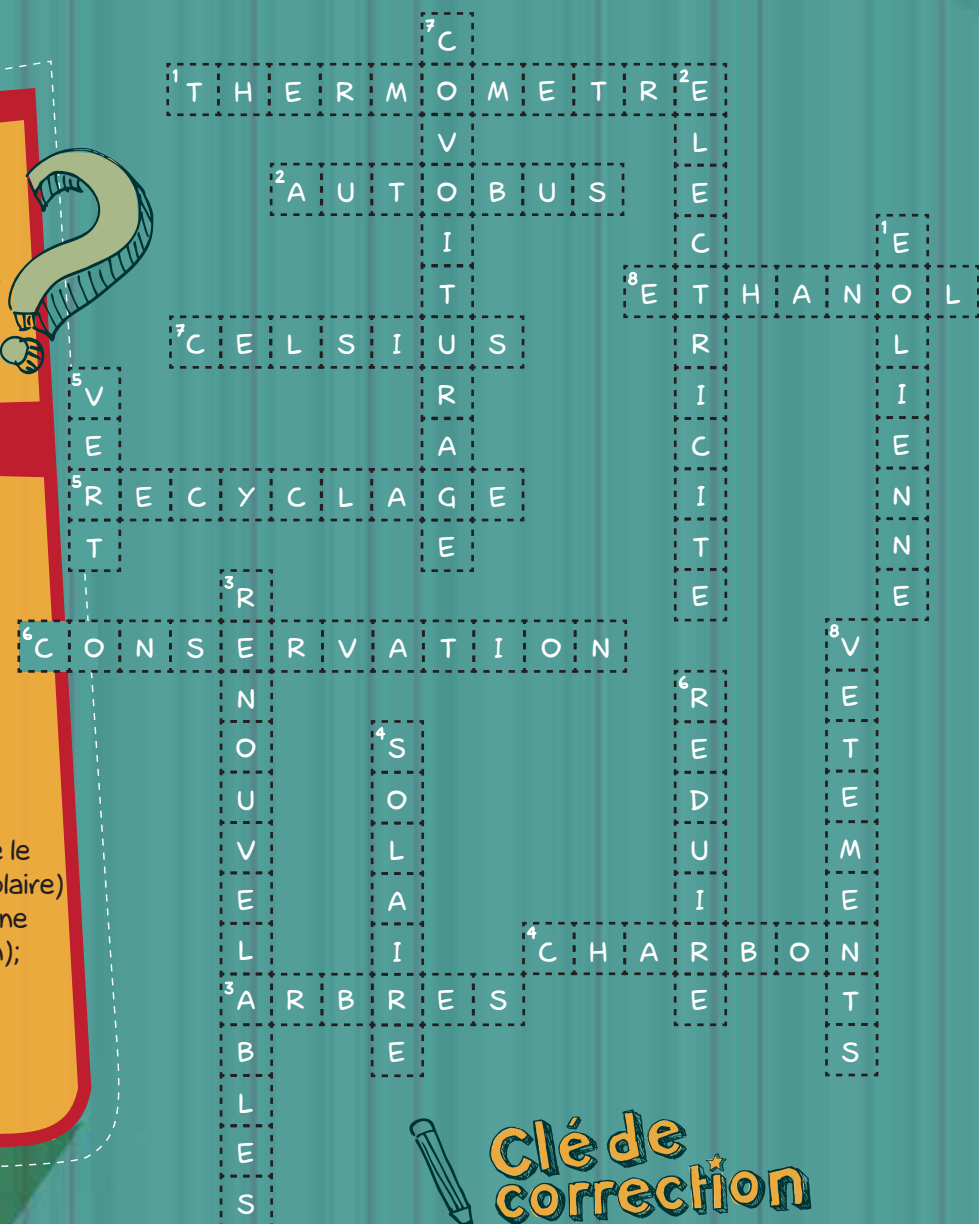 7 COVOITURAGE
1 THERMOMETRE
2 ELECTRICITE
2 AUTOBUS
1 EOLIENNE
8 ETHANOL
7 CELSIUS
5 VERT
5 RECYCLAGE
3 RENOUVELABLES
6 CONSERVATION
8 VETEMENTS
6 REDUIRE
4 SOLAIRE
4 CHARBON
3 ARBRES
le
ne
);
Clé de
correction